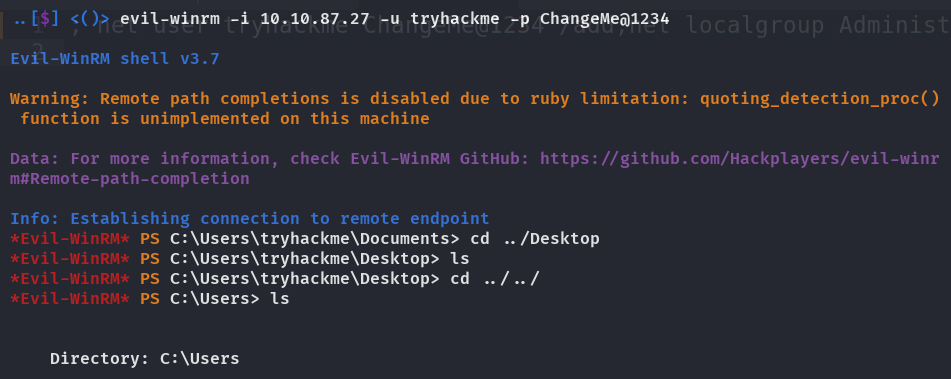 ..[$] <()> evil-winrm -i 10.10.87.27 -u tryhackme -p ChangeMe@1234
Evil-WinRM shell v3.7
Warning: Remote path completions is disabled due to ruby limitation: quoting_detection_proc()
function is unimplemented on this machine
Data: For more information, check Evil-WinRM GitHub: https://github.com/Hackplayers/evil-winr
m#Remote-path-completion
Info: Establishing connection to remote endpoint
*Evil-WinRM* PS C:\Users\tryhackme\Documents> cd ../Desktop
*Evil-WinRM* PS C:\Users\tryhackme\Desktop> ls
*Evil-WinRM* PS C:\Users\tryhackme\Desktop> cd ../../
*Evil-WinRM* PS C:\Users> ls
Directory: C:\Users